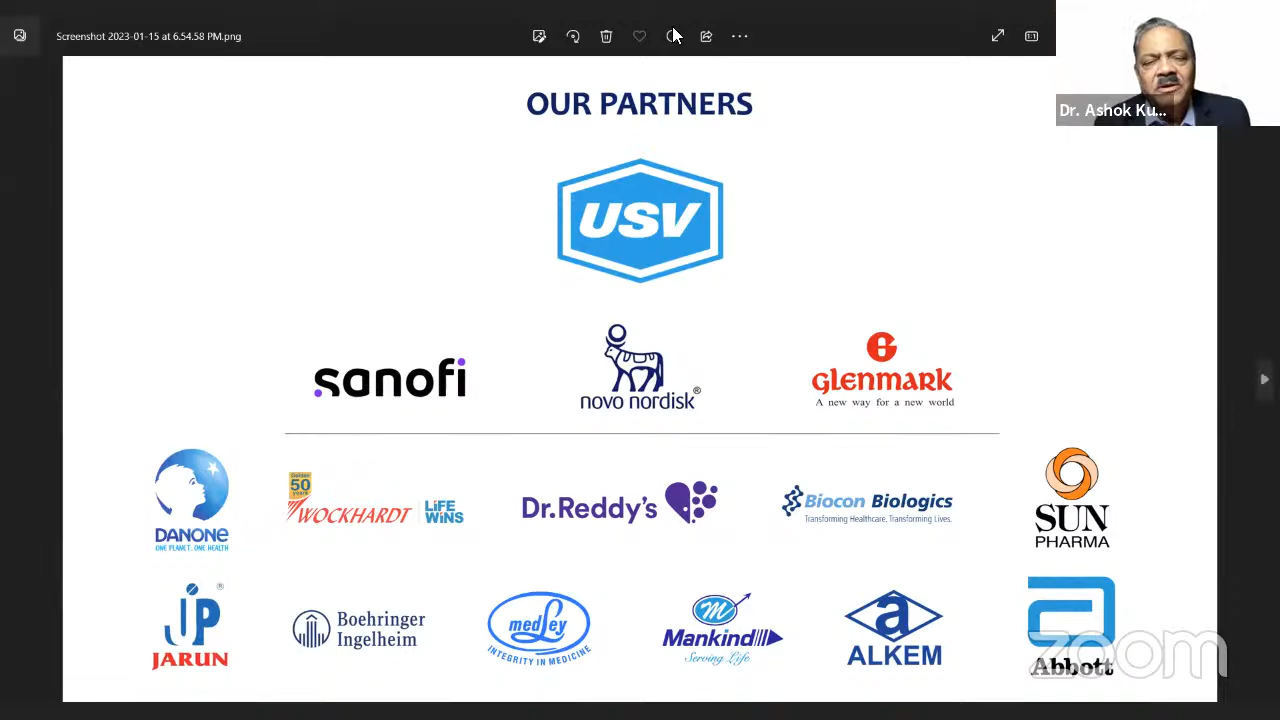 Screenshot 2023-01-15 at 6.54.58 PM.png
Dr. Ashok Ku...
OUR PARTNERS
USV
sanofi
novo nordisk®
GLENMARK
A new way for a new world
DANONE
ONE PLANET. ONE HEALTH
Golden
50
years
WOCKHARDT
LiFE
WiNS
Dr.Reddy's
Biocon Biologics
Transforming Healthcare. Transforming Lives.
SUN
PHARMA
JP®
JARUN
Boehringer
Ingelheim
medley
INTEGRITY IN MEDICINE
m
Mankind
Serving Life
a
ALKEM
a
Abbott
zoom